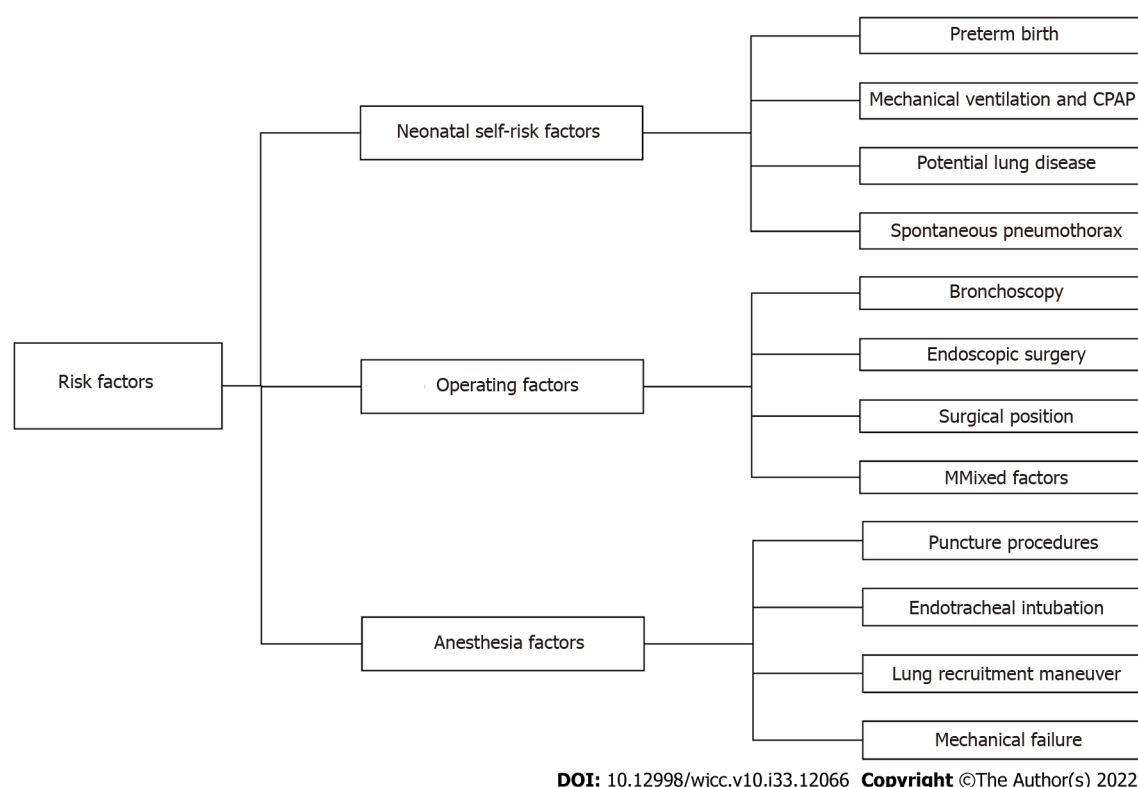 Risk factors
Neonatal self-risk factors
Preterm birth
Mechanical ventilation and CPAP
Potential lung disease
Spontaneous pneumothorax
Operating factors
Bronchoscopy
Endoscopic surgery
Surgical position
MMixed factors
Anesthesia factors
Puncture procedures
Endotracheal intubation
Lung recruitment maneuver
Mechanical failure
DOI: 10.12998/wjcc.v10.i33.12066 Copyright ©The Author(s) 2022